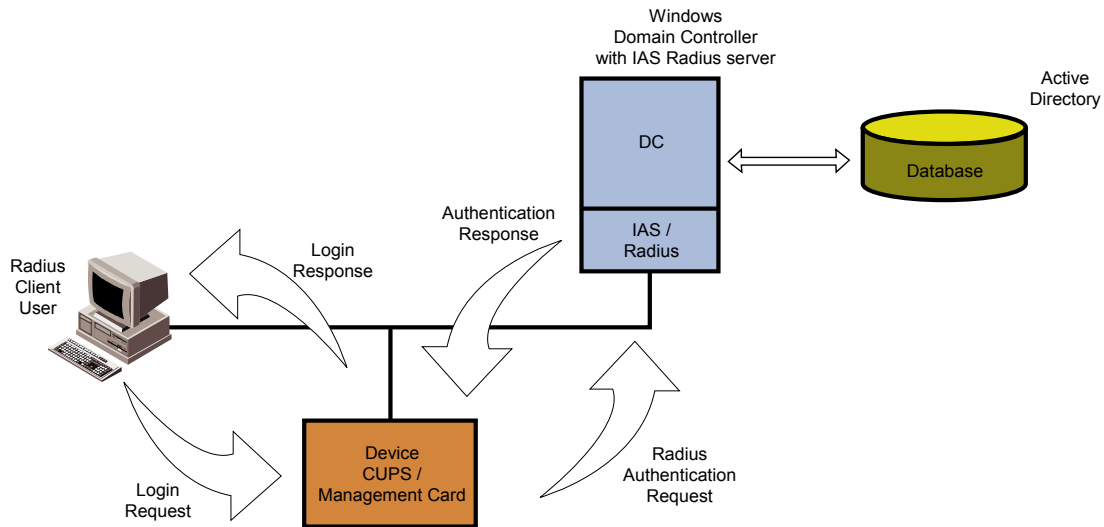 Windows
Domain Controller
with IAS Radius server
Active
Directory
DC
Database
Authentication
Response
IAS /
Radius
Login
Response
Radius
Client
User
Device
CUPS /
Management Card
Radius
Authentication
Request
Login
Request